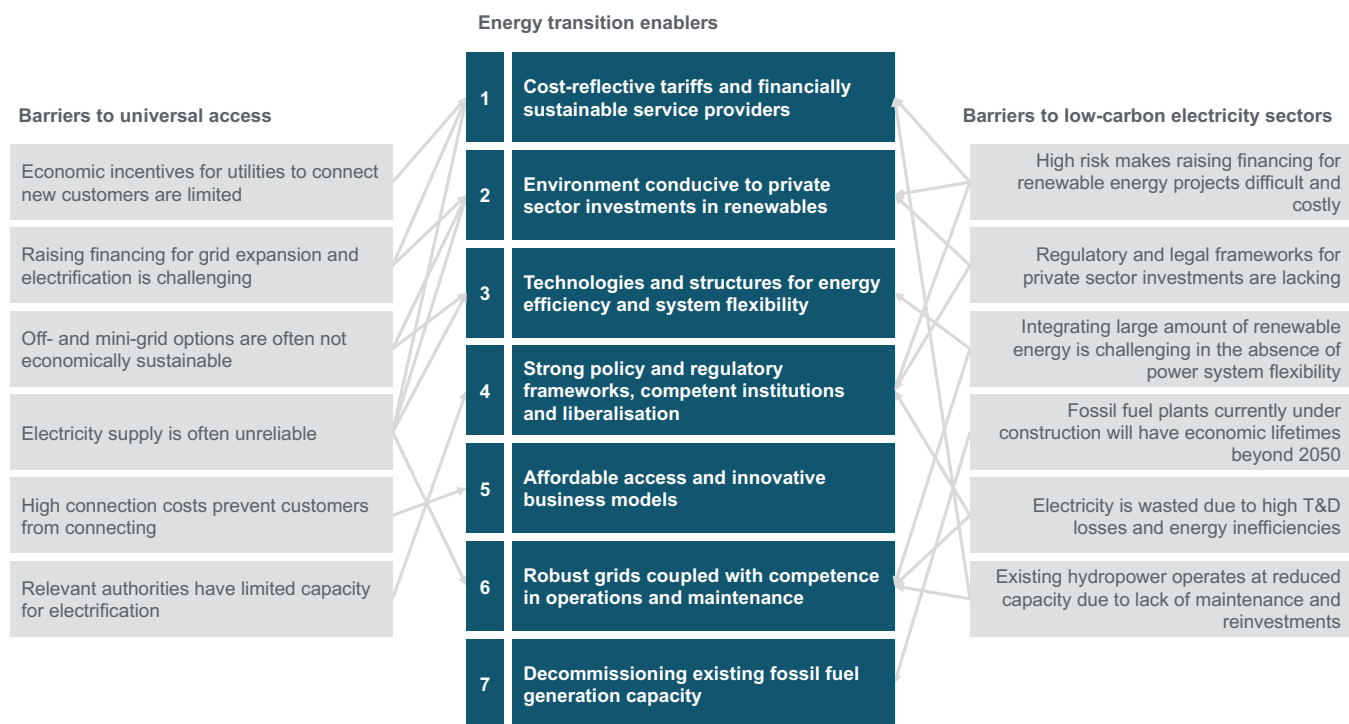 Energy transition enablers
Barriers to universal access
Economic incentives for utilities to connect
new customers are limited
Raising financing for grid expansion and
electrification is challenging
Off- and mini-grid options are often not
economically sustainable
Electricity supply is often unreliable
High connection costs prevent customers
from connecting
Relevant authorities have limited capacity
for electrification
1
Cost-reflective tariffs and financially
sustainable service providers
2
Environment conducive to private
sector investments in renewables
3
Technologies and structures for energy
efficiency and system flexibility
4
Strong policy and regulatory
frameworks, competent institutions
and liberalisation
5
Affordable access and innovative
business models
6
Robust grids coupled with competence
in operations and maintenance
7
Decommissioning existing fossil fuel
generation capacity
Barriers to low-carbon electricity sectors
High risk makes raising financing for
renewable energy projects difficult and
costly
Regulatory and legal frameworks for
private sector investments are lacking
Integrating large amount of renewable
energy is challenging in the absence of
power system flexibility
Fossil fuel plants currently under
construction will have economic lifetimes
beyond 2050
Electricity is wasted due to high T&D
losses and energy inefficiencies
Existing hydropower operates at reduced
capacity due to lack of maintenance and
reinvestments